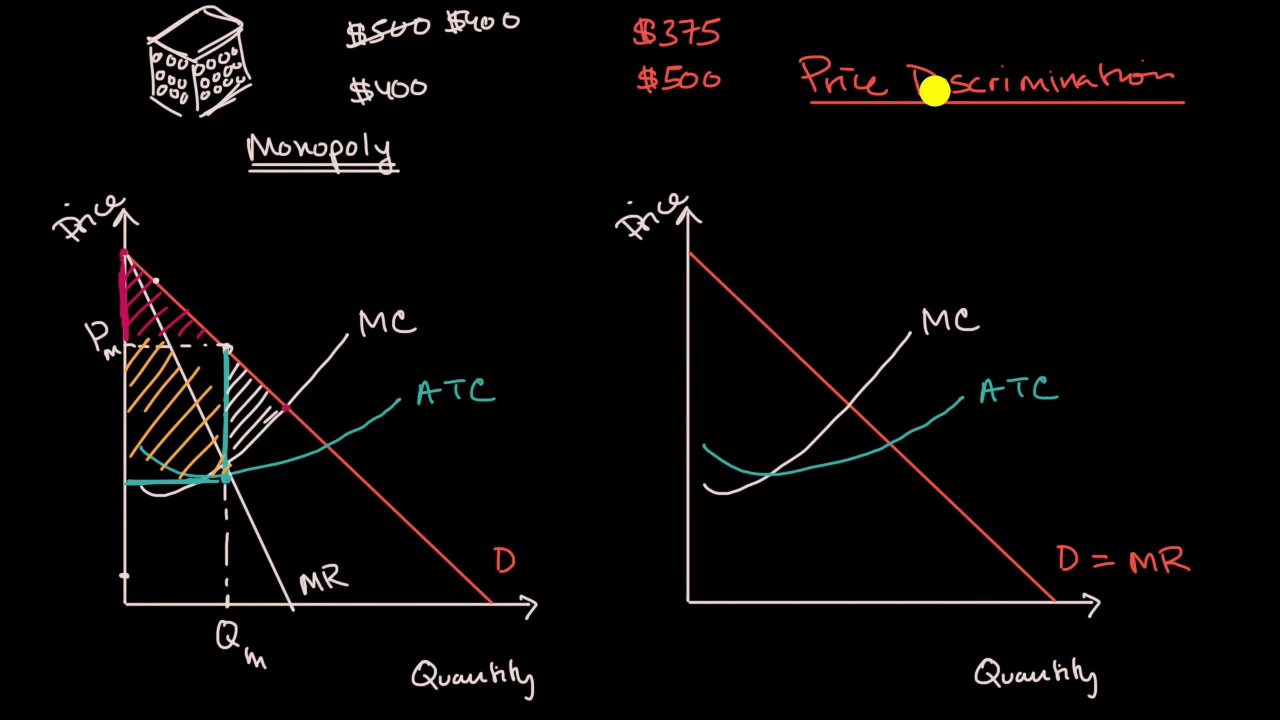 $500 $400
$375
$400
$500
Price Discrimination
Monopoly
Price
Pm
MC
ATC
D
MR
Qm
Quantity
Price
MC
ATC
D = MR
Quantity